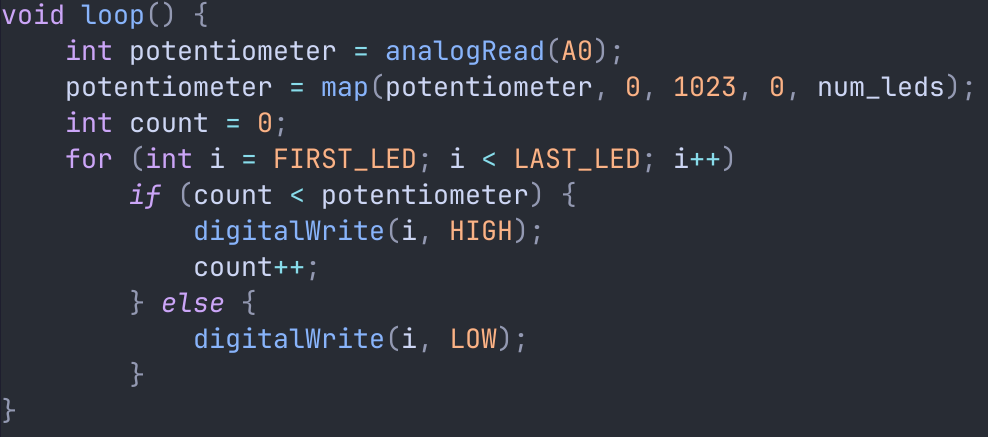 void loop() {
    int potentiometer = analogRead(A0);
    potentiometer = map(potentiometer, 0, 1023, 0, num_leds);
    int count = 0;
    for (int i = FIRST_LED; i < LAST_LED; i++)
        if (count < potentiometer) {
            digitalWrite(i, HIGH);
            count++;
        } else {
            digitalWrite(i, LOW);
        }
}